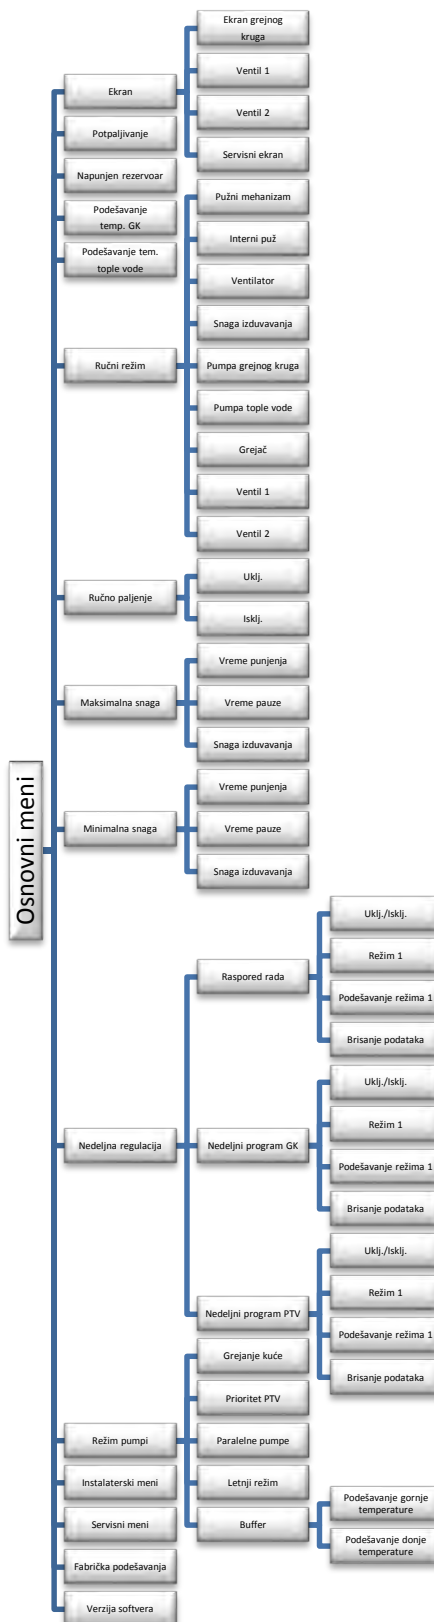 Osnovni meni
Ekran
Ekran grejnog
kruga
Ventil 1
Ventil 2
Servisni ekran
Potpaljivanje
Napunjen rezervoar
Podešavanje
temp. GK
Podešavanje tem.
tople vode
Ručni režim
Pužni mehanizam
Interni puž
Ventilator
Snaga izduvavanja
Pumpa grejnog kruga
Pumpa tople vode
Grejač
Ventil 1
Ventil 2
Ručno paljenje
Uklj.
Isklj.
Maksimalna snaga
Vreme punjenja
Vreme pauze
Snaga izduvavanja
Minimalna snaga
Vreme punjenja
Vreme pauze
Snaga izduvavanja
Nedeljna regulacija
Raspored rada
Uklj./Isklj.
Režim 1
Podešavanje režima 1
Brisanje podataka
Nedeljni program GK
Uklj./Isklj.
Režim 1
Podešavanje režima 1
Brisanje podataka
Nedeljni program PTV
Uklj./Isklj.
Režim 1
Podešavanje režima 1
Brisanje podataka
Režim pumpi
Grejanje kuće
Prioritet PTV
Paralelne pumpe
Letnji režim
Buffer
Podešavanje gornje
temperature
Podešavanje donje
temperature
Instalaterski meni
Servisni meni
Fabrička podešavanja
Verzija softvera